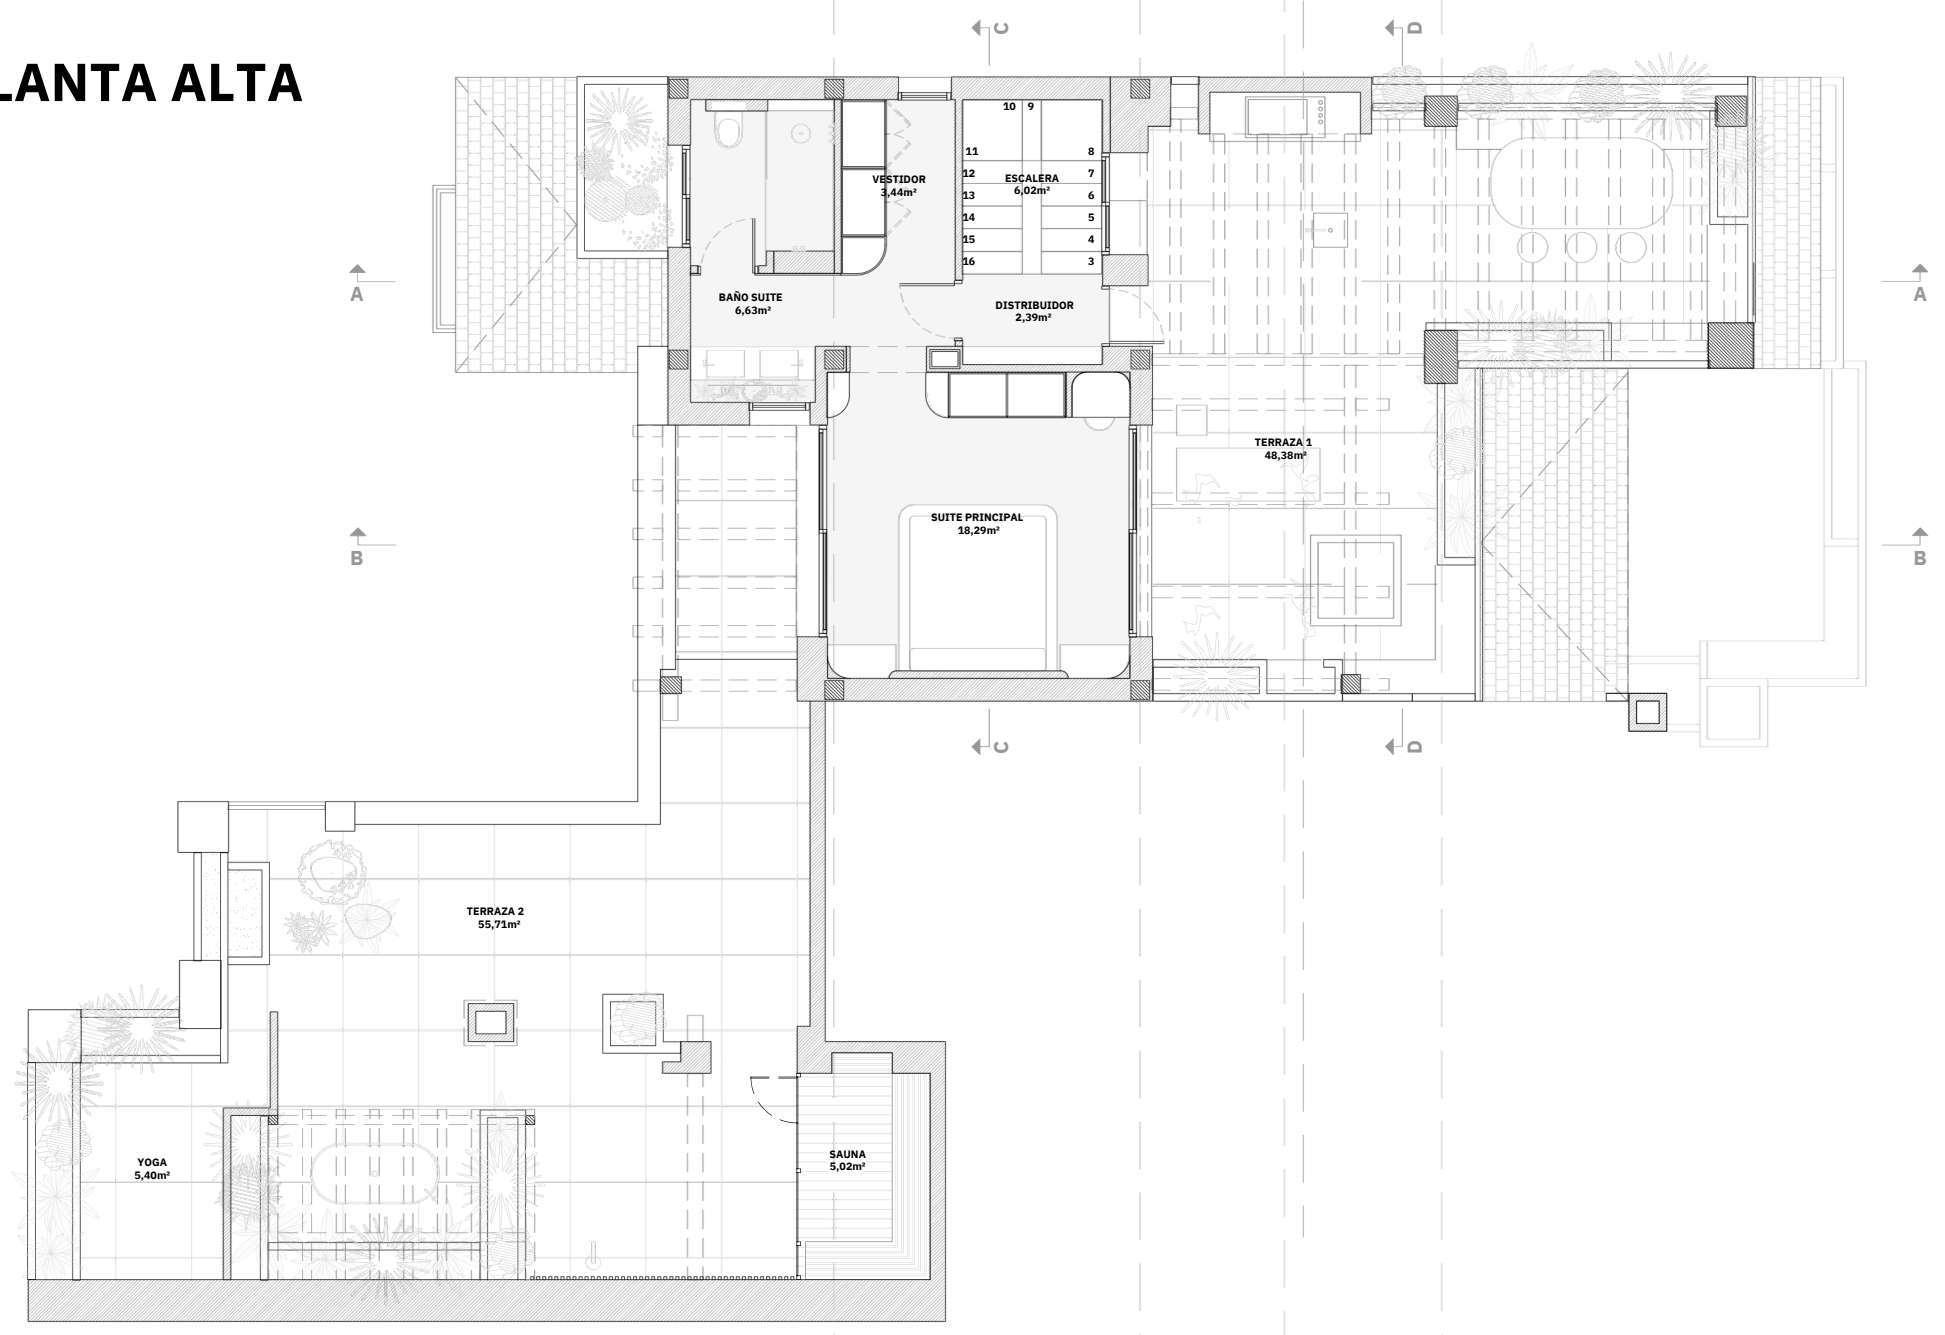 LANTA ALTA
C
D
10 9
11 8
12 7
13 6
14 5
15 4
16 3
VESTIDOR
3,44m²
ESCALERA
6,02m²
A
A
BAÑO SUITE
6,63m²
DISTRIBUIDOR
2,39m²
TERRAZA 1
48,38m²
SUITE PRINCIPAL
18,29m²
B
B
C
D
TERRAZA 2
55,71m²
YOGA
5,40m²
SAUNA
5,02m²